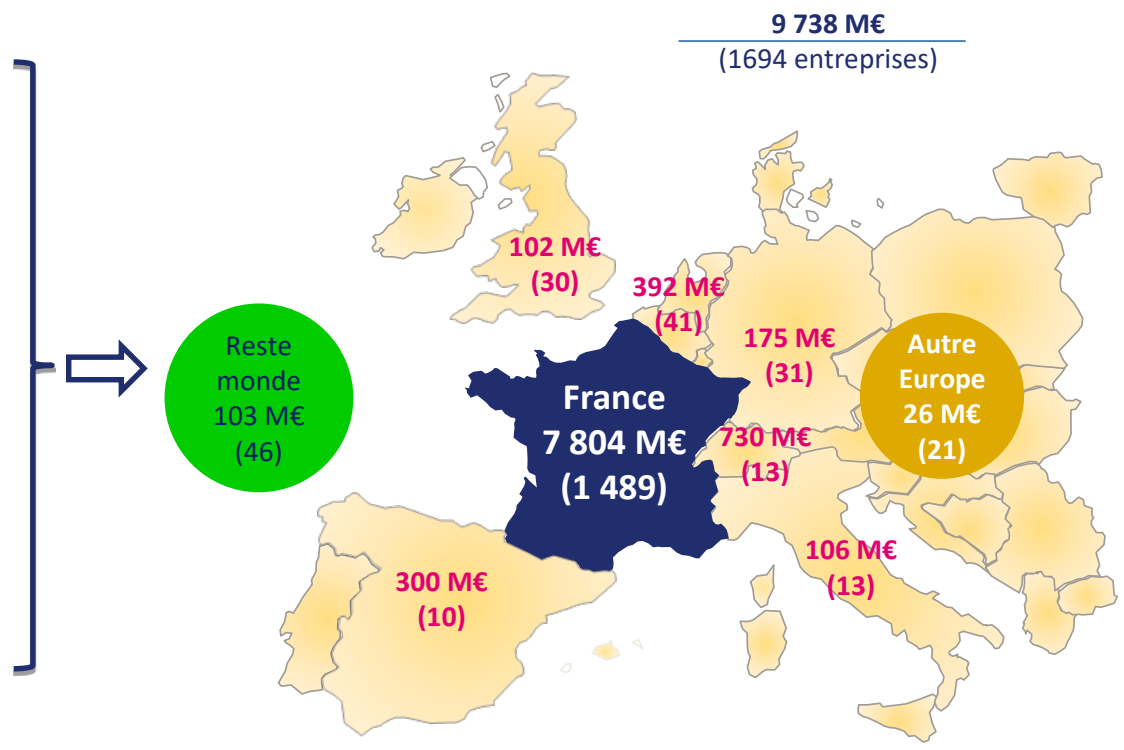 9 738 M€
(1694 entreprises)
102 M€
(30)
392 M€
(41)
175 M€
(31)
Reste
monde
103 M€
(46)
France
7 804 M€
(1 489)
730 M€
(13)
Autre
Europe
26 M€
(21)
300 M€
(10)
106 M€
(13)